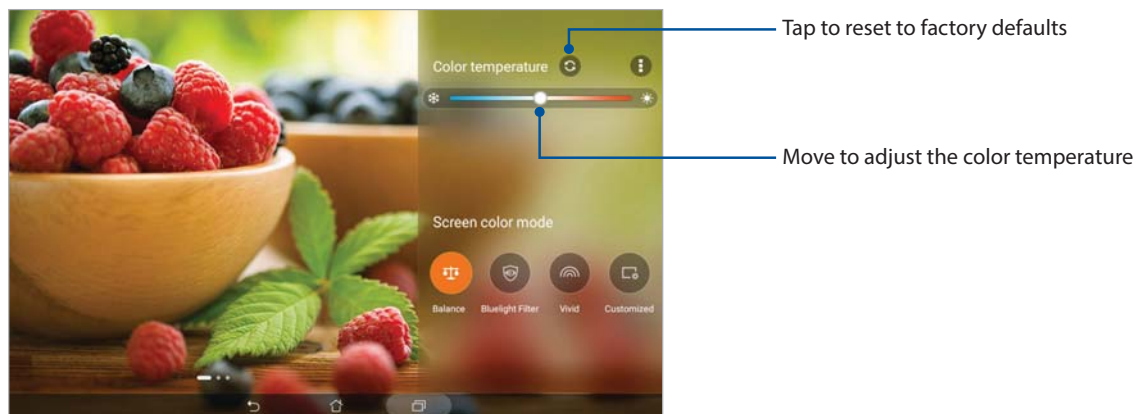 Tap to reset to factory defaults
Color temperature
Move to adjust the color temperature
Screen color mode
Balance Bluelight Filter Vivid Customized